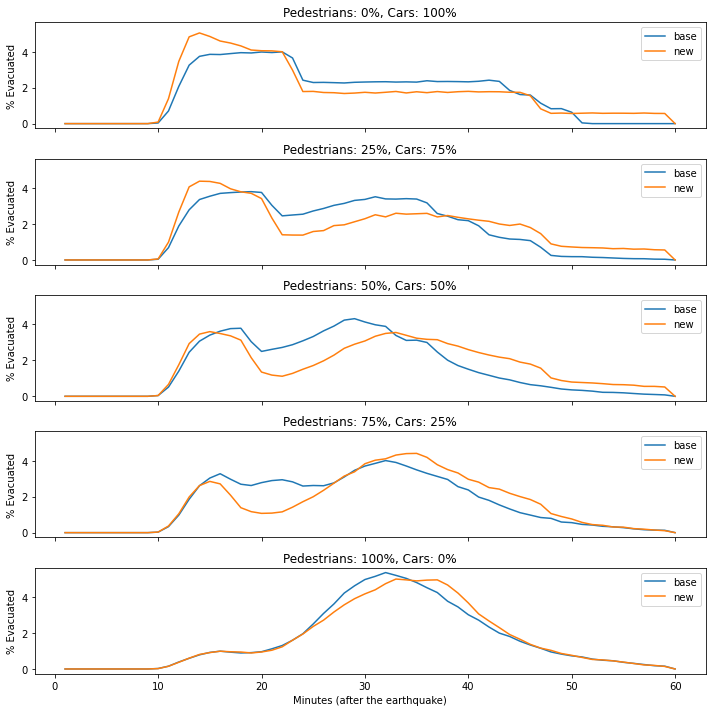 Pedestrians: 0%, Cars: 100%
% Evacuated
4
2
0
base
new
Pedestrians: 25%, Cars: 75%
% Evacuated
4
2
0
base
new
Pedestrians: 50%, Cars: 50%
% Evacuated
4
2
0
base
new
Pedestrians: 75%, Cars: 25%
% Evacuated
4
2
0
base
new
Pedestrians: 100%, Cars: 0%
% Evacuated
4
2
0
base
new
0 10 20 30 40 50 60
Minutes (after the earthquake)